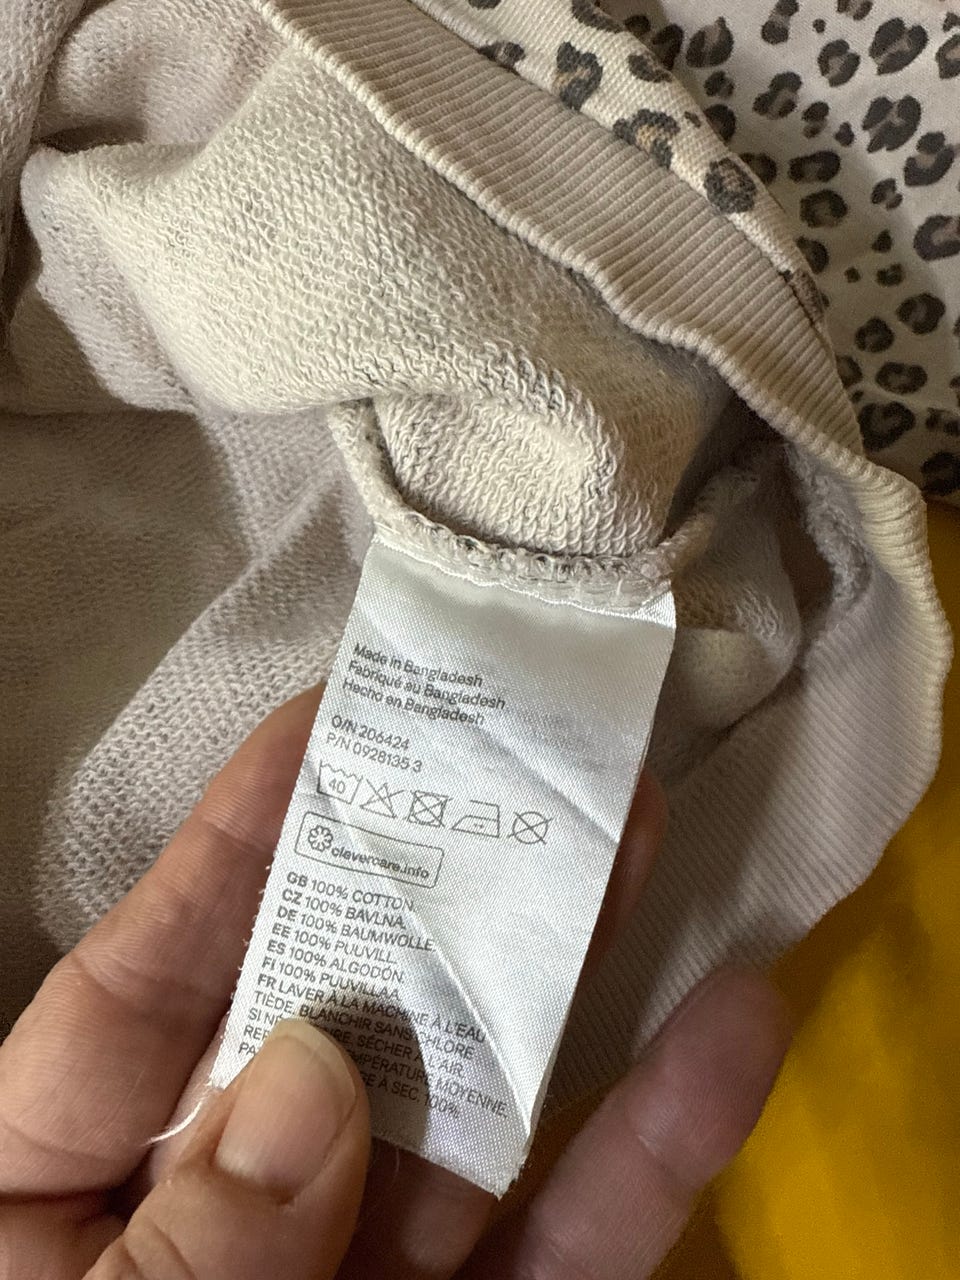 Made in Bangladesh
Fabriqué au Bangladesh
Hecho en Bangladesh
O/N 206424
P/N 0928135 3
40
clevercare.info
GB 100% COTTON
CZ 100% BAVLNA
DE 100% BAUMWOLLE
EE 100% PUUVILL
ES 100% ALGODÓN
FI 100% PUUVILLAA
FR LAVER À LA MACHINE À L'EAU
TIÈDE, BLANCHIR SANS CHLORE
SI SÉCHER À L'AIR
TEMPÉRATURE MOYENNE,
À SEC, 100%